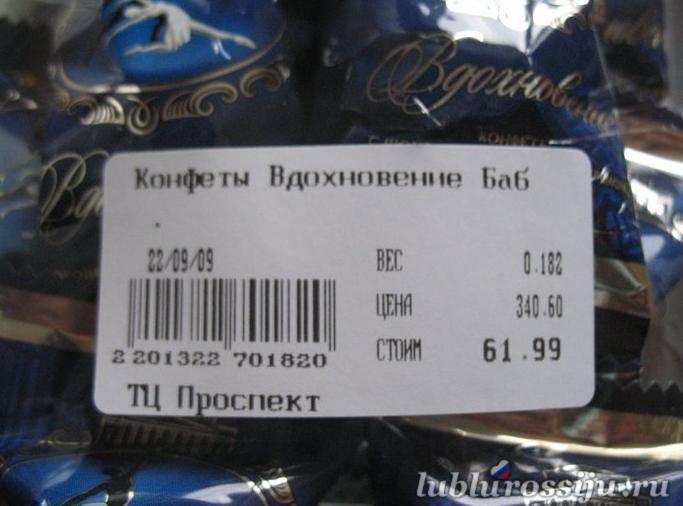 Вдохновение
Конфеты Вдохновение Баб
22/09/09
ВЕС 0.182
ЦЕНА 340.60
2 201322 701820
СТОИМ 61.99
ТЦ Проспект
lublurossiju.ru